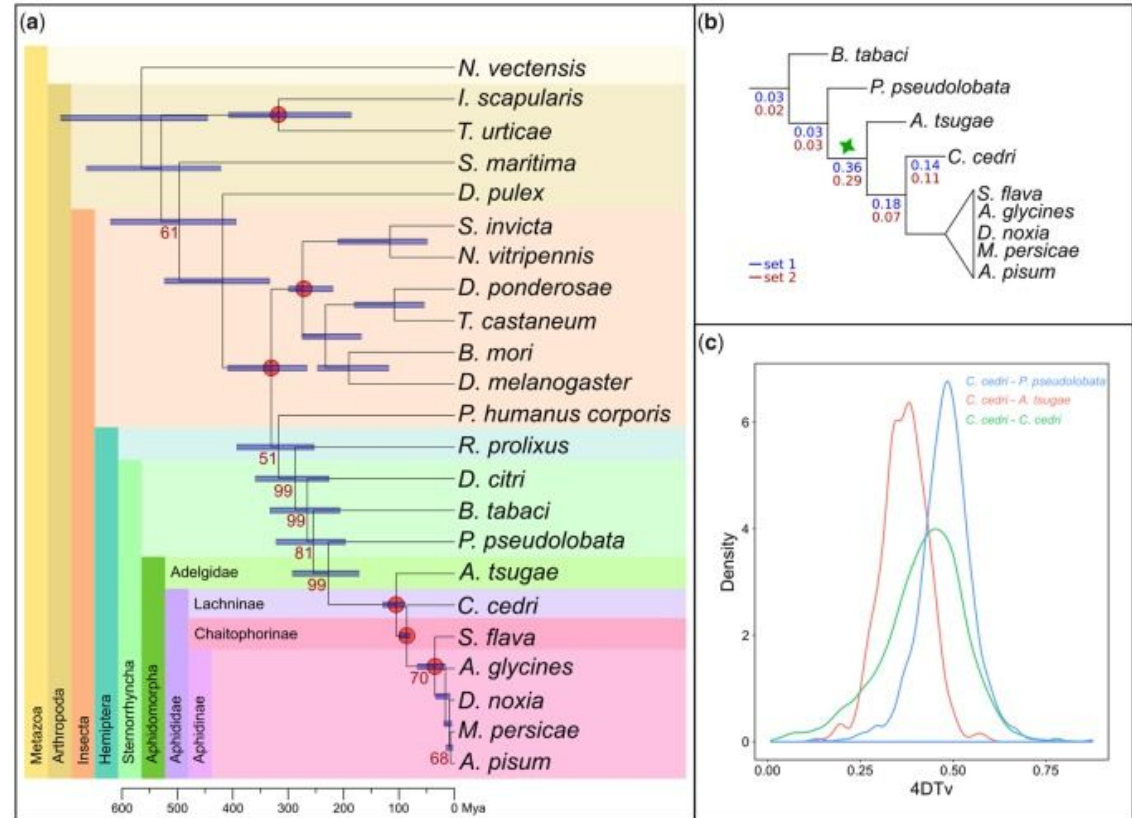 (a)
N. vectensis
I. scapularis
T. urticae
S. maritima
D. pulex
61
S. invicta
N. vitripennis
D. ponderosae
T. castaneum
B. mori
D. melanogaster
P. humanus corporis
R. prolixus
51
D. citri
99
B. tabaci
99
P. pseudolobata
81
Adelgidae
A. tsugae
99
Lachninae
C. cedri
Chaitophorinae
S. flava
A. glycines
70
D. noxia
M. persicae
68
A. pisum
Metazoa
Arthropoda
Insecta
Hemiptera
Sternorrhyncha
Aphidomorpha
Aphididae
Aphidinae
600 500 400 300 200 100 0 Mya
(b)
B. tabaci
0.03
0.02
P. pseudolobata
0.03
0.03
A. tsugae
0.36
0.29
C. cedri
0.14
0.11
0.18
0.07
S. flava
A. glycines
D. noxia
M. persicae
A. pisum
set 1
set 2
(c)
C. cedri - P. pseudolobata
C. cedri - A. tsugae
C. cedri - C. cedri
Density
6
4
2
0
0.00 0.25 0.50 0.75
4DTv